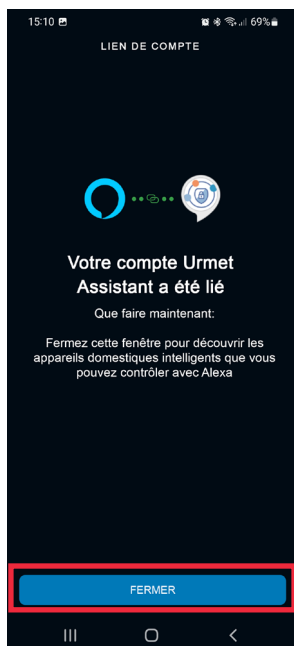 15:10 69%
LIEN DE COMPTE
Votre compte Urmet
Assistant a été lié
Que faire maintenant:
Fermez cette fenêtre pour découvrir les
appareils domestiques intelligents que vous
pouvez contrôler avec Alexa
FERMER